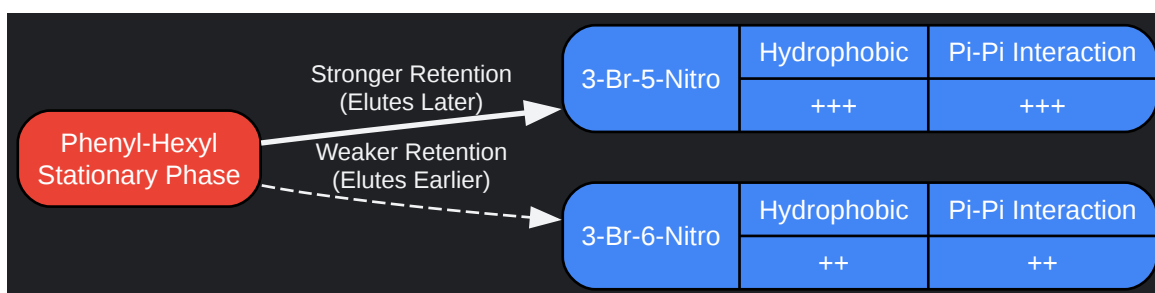 Phenyl-Hexyl
Stationary Phase
Stronger Retention
(Elutes Later)
Weaker Retention
(Elutes Earlier)
3-Br-5-Nitro
Hydrophobic
Pi-Pi Interaction
+++
+++
3-Br-6-Nitro
Hydrophobic
Pi-Pi Interaction
++
++